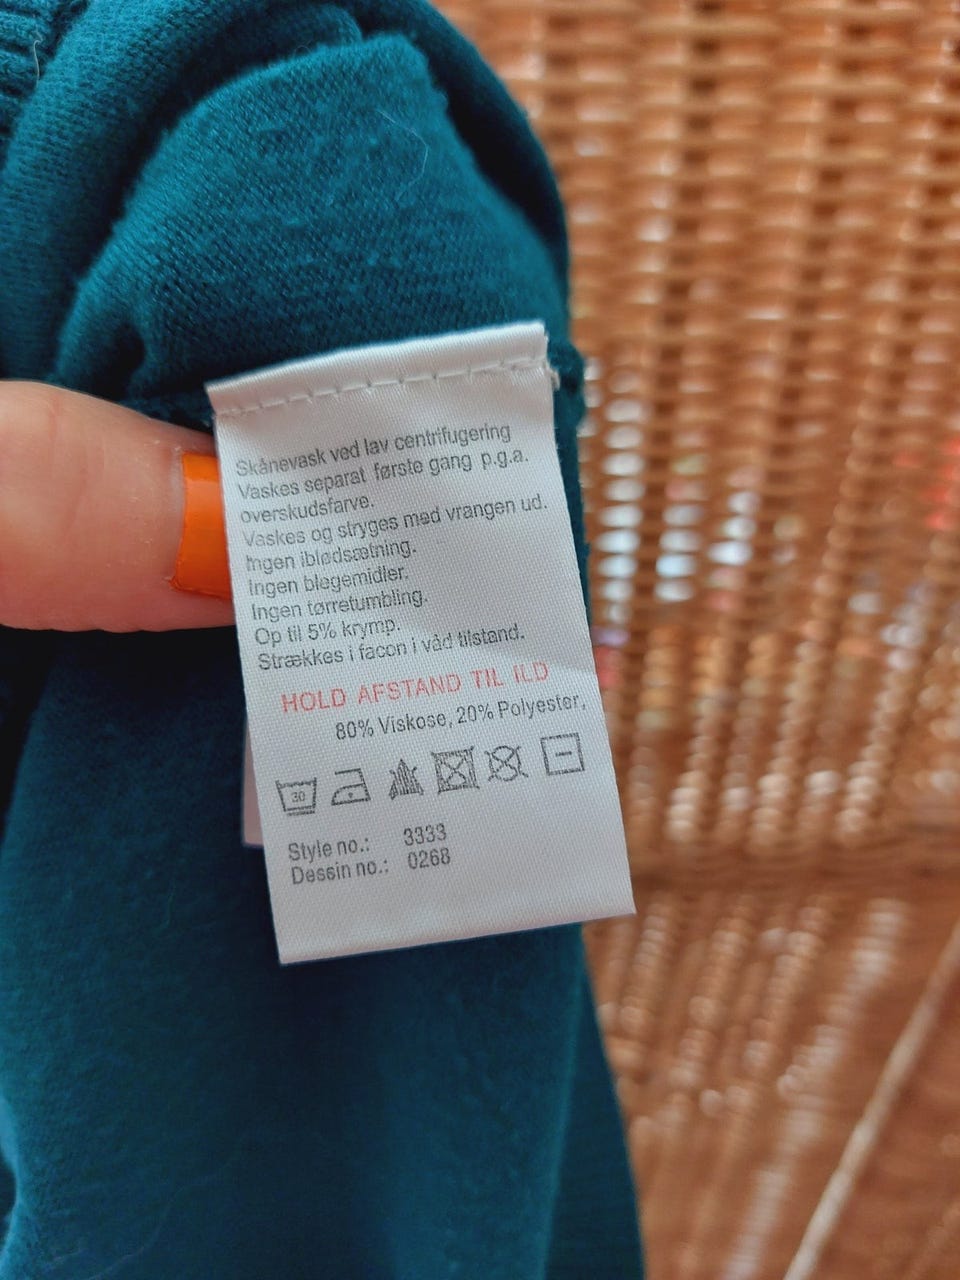 Skånevask ved lav centrifugering
Vaskes separat første gang p.g.a.
overskudsfarve.
Vaskes og stryges med vrangen ud.
Ingen iblødsætning.
Ingen blegemidler.
Ingen tørretumbling.
Op til 5% krymp.
Strækkes i facon i våd tilstand.
HOLD AFSTAND TIL ILD
80% Viskose, 20% Polyester,
30
Style no.: 3333
Dessin no.: 0268